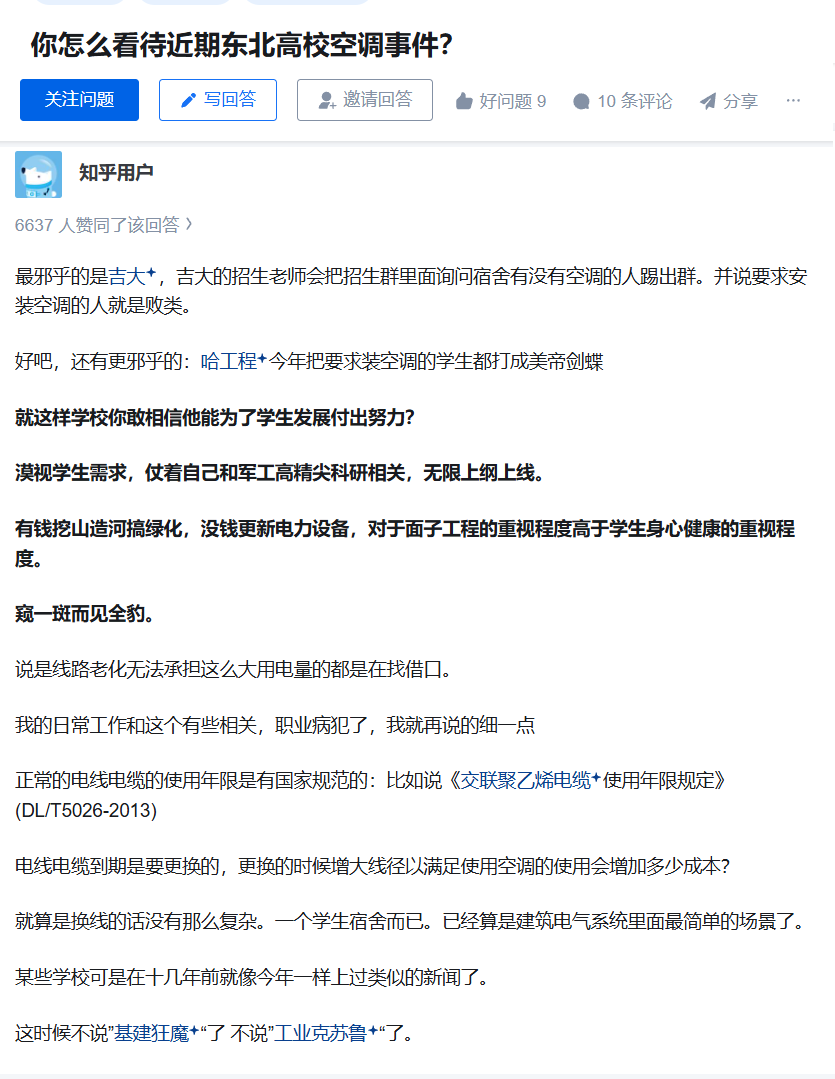 你怎么看待近期东北高校空调事件?
关注问题 写回答 邀请回答 好问题 9 10 条评论 分享 ···
知乎用户
6637 人赞同了该回答
最邪乎的是吉大，吉大的招生老师会把招生群里面询问宿舍有没有空调的人踢出群。并说要求安
装空调的人就是败类。
好吧，还有更邪乎的：哈工程今年把要求装空调的学生都打成美帝剑蝶
就这样学校你敢相信他能为了学生发展付出努力?
漠视学生需求，仗着自己和军工高精尖科研相关，无限上纲上线。
有钱挖山造河搞绿化，没钱更新电力设备，对于面子工程的重视程度高于学生身心健康的重视程
度。
窥一斑而见全豹。
说是线路老化无法承担这么大用电量的都是在找借口。
我的日常工作和这个有些相关，职业病犯了，我就再说的细一点
正常的电线电缆的使用年限是有国家规范的：比如说《交联聚乙烯电缆使用年限规定》
(DL/T5026-2013)
电线电缆到期是要更换的，更换的时候增大线径以满足使用空调的使用会增加多少成本?
就算是换线的话没有那么复杂。一个学生宿舍而已。已经算是建筑电气系统里面最简单的场景了。
某些学校可是在十几年前就像今年一样上过类似的新闻了。
这时候不说”基建狂魔“了 不说”工业克苏鲁“了。